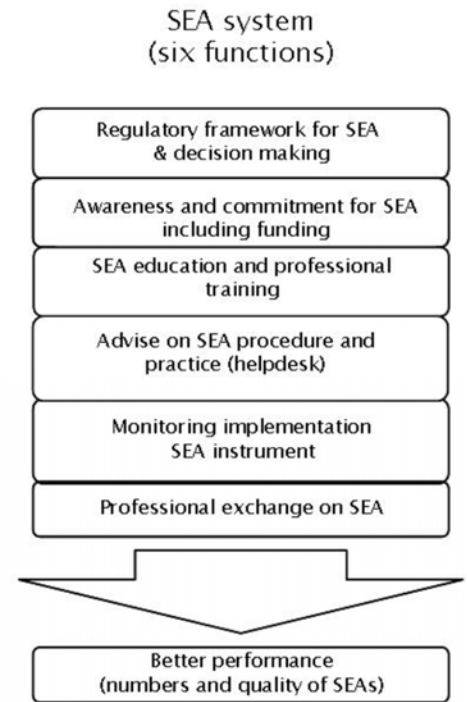 SEA system
(six functions)
Regulatory framework for SEA
& decision making
Awareness and commitment for SEA
including funding
SEA education and professional
training
Advise on SEA procedure and
practice (helpdesk)
Monitoring implementation
SEA instrument
Professional exchange on SEA
Better performance
(numbers and quality of SEAs)